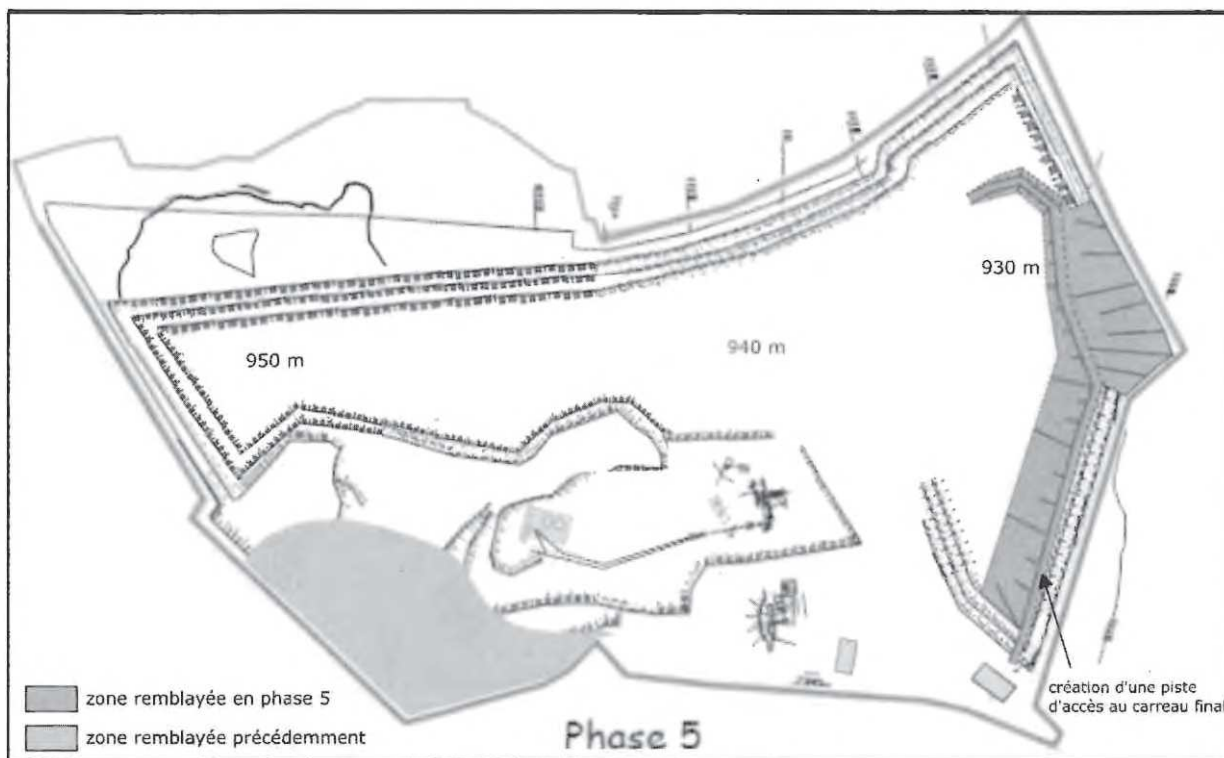 930 m
950 m
940 m
zone remblayée en phase 5
zone remblayée précédemment
Phase 5
création d'une piste
d'accès au carreau final